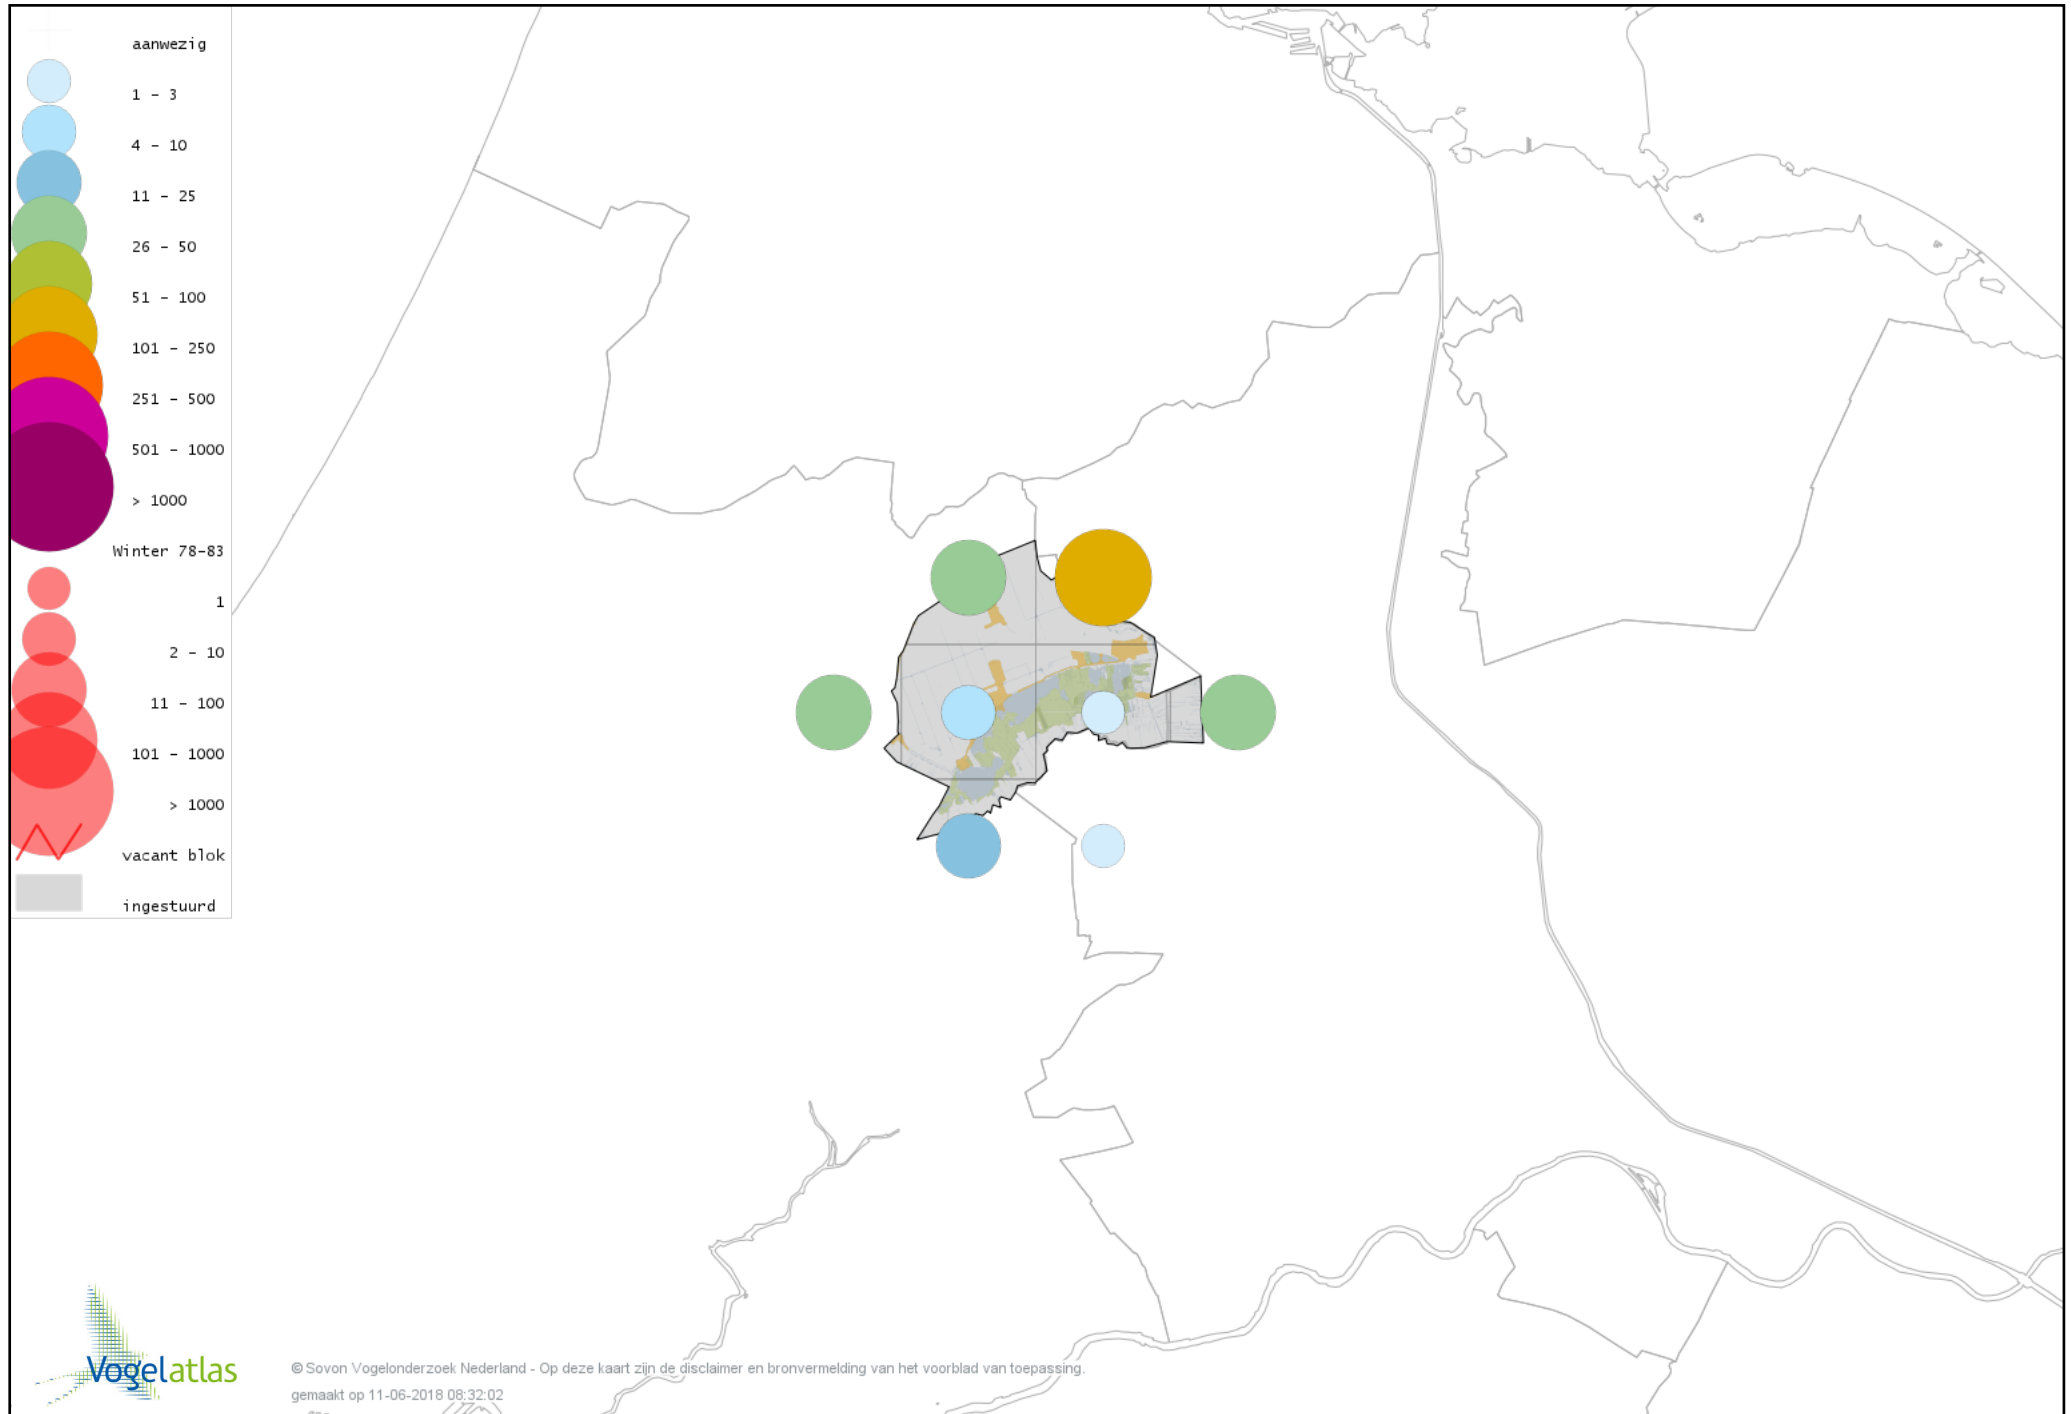 aanwezig
1 - 3
4 - 10
11 - 25
26 - 50
51 - 100
101 - 250
251 - 500
501 - 1000
> 1000
Winter 78-83
1
2 - 10
11 - 100
101 - 1000
> 1000
vacant blok
ingestuurd
Vogelatlas
© Sovon Vogelonderzoek Nederland - Op deze kaart zijn de disclaimer en bronvermelding van het voorblad van toepassing.
gemaakt op 11-06-2018 08:32:02